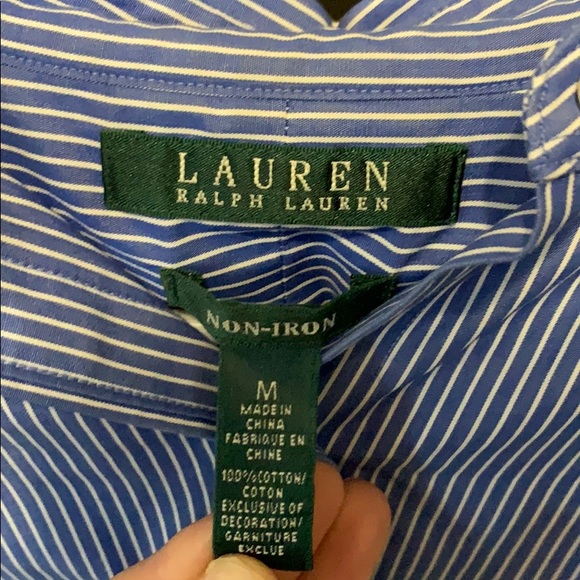 LAUREN
RALPH LAUREN
NON-IRON
M
MADE IN
CHINA
FABRIQUE EN
CHINE
100%COTTON/
COTON
EXCLUSIVE OF
DECORATION/
GARNITURE
EXCLUE